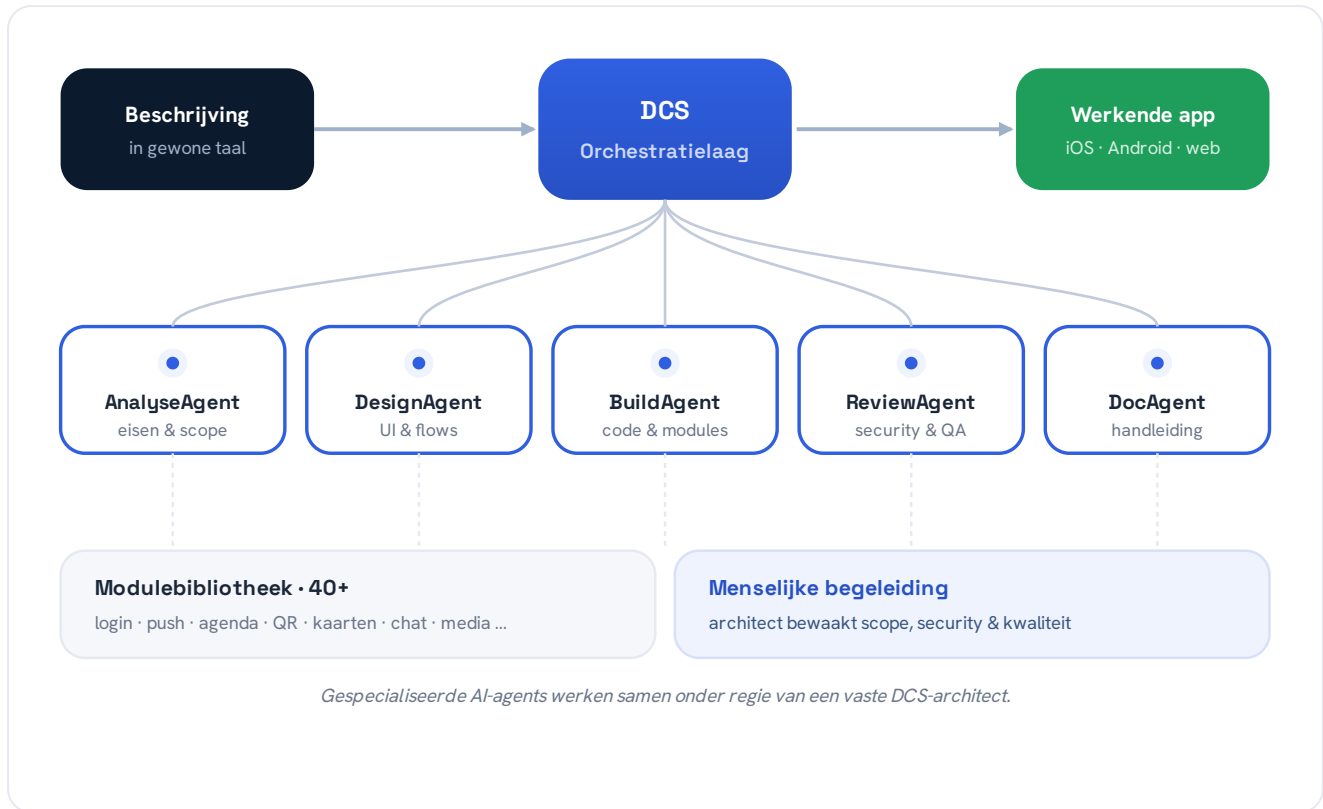 Beschrijving
in gewone taal
DCS
Orchestratielaag
Werkende app
iOS · Android · web
AnalyseAgent
eisen & scope
DesignAgent
UI & flows
BuildAgent
code & modules
ReviewAgent
security & QA
DocAgent
handleiding
Modulebibliotheek · 40+
login · push · agenda · QR · kaarten · chat · media ...
Menselijke begeleiding
architect bewaakt scope, security & kwaliteit
Gespecialiseerde AI-agents werken samen onder regie van een vaste DCS-architect.